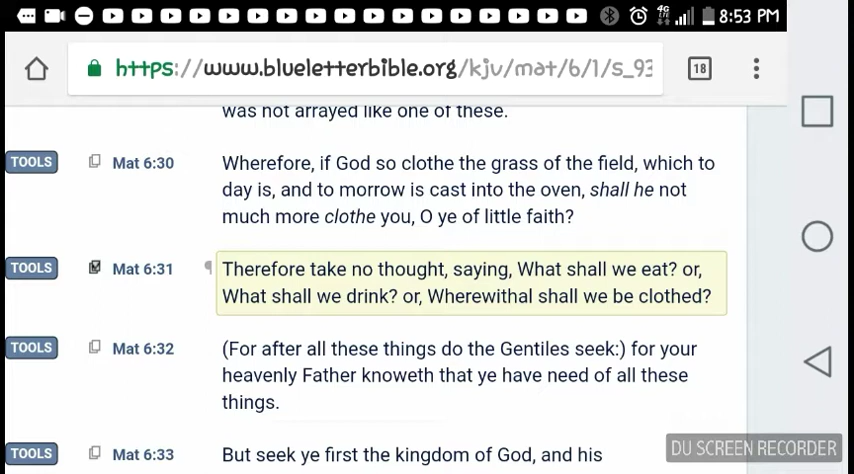 4G
8:53 PM
https://www.blueletterbible.org/kjv/mat/6/1/s_93
18
was not arrayed like one of these.
TOOLS Mat 6:30 Wherefore, if God so clothe the grass of the field, which to
day is, and to morrow is cast into the oven, shall he not
much more clothe you, O ye of little faith?
TOOLS Mat 6:31 ¶ Therefore take no thought, saying, What shall we eat? or,
What shall we drink? or, Wherewithal shall we be clothed?
TOOLS Mat 6:32 (For after all these things do the Gentiles seek:) for your
heavenly Father knoweth that ye have need of all these
things.
TOOLS Mat 6:33 But seek ye first the kingdom of God, and his
DU SCREEN RECORDER